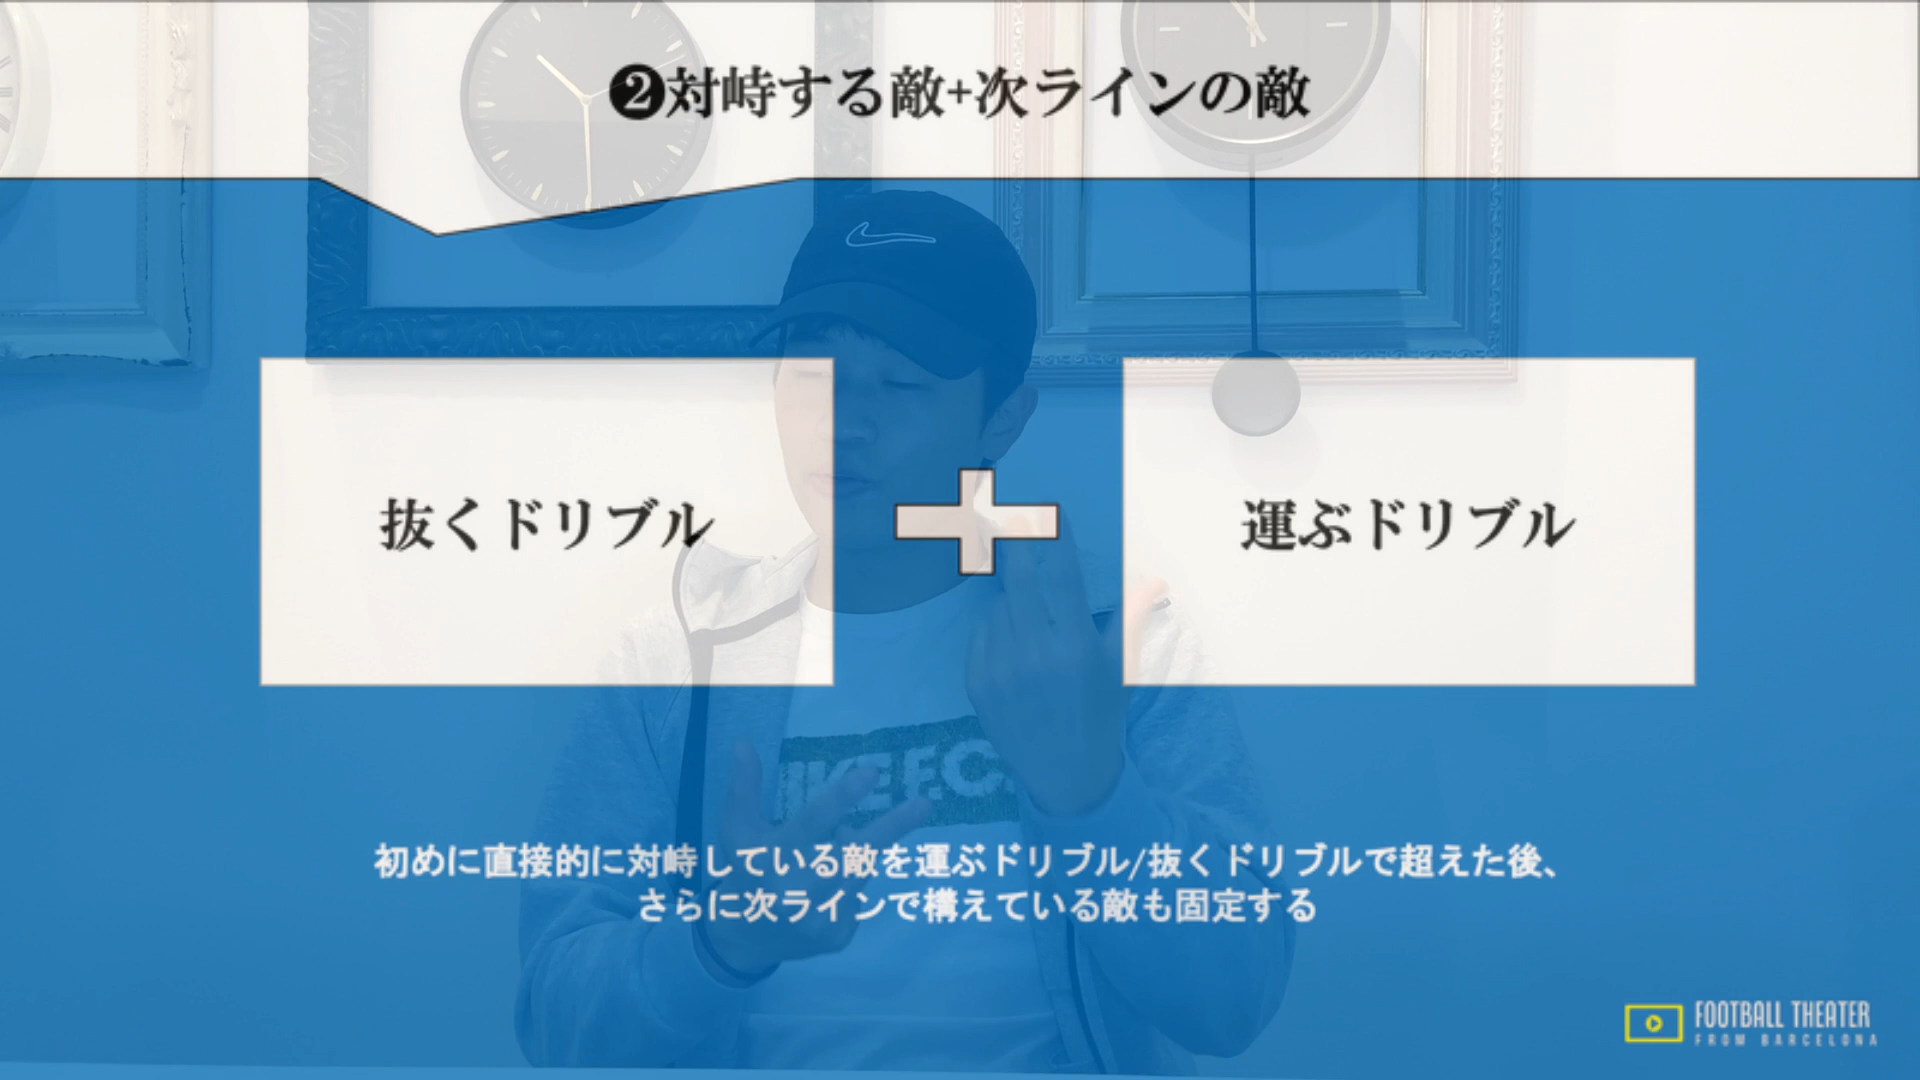 ❷対峙する敵+次ラインの敵
抜くドリブル
運ぶドリブル
NIKE F.C.
初めに直接的に対峙している敵を運ぶドリブル/抜くドリブルで超えた後、
さらに次ラインで構えている敵も固定する
FOOTBALL THEATER
FROM BARCELONA